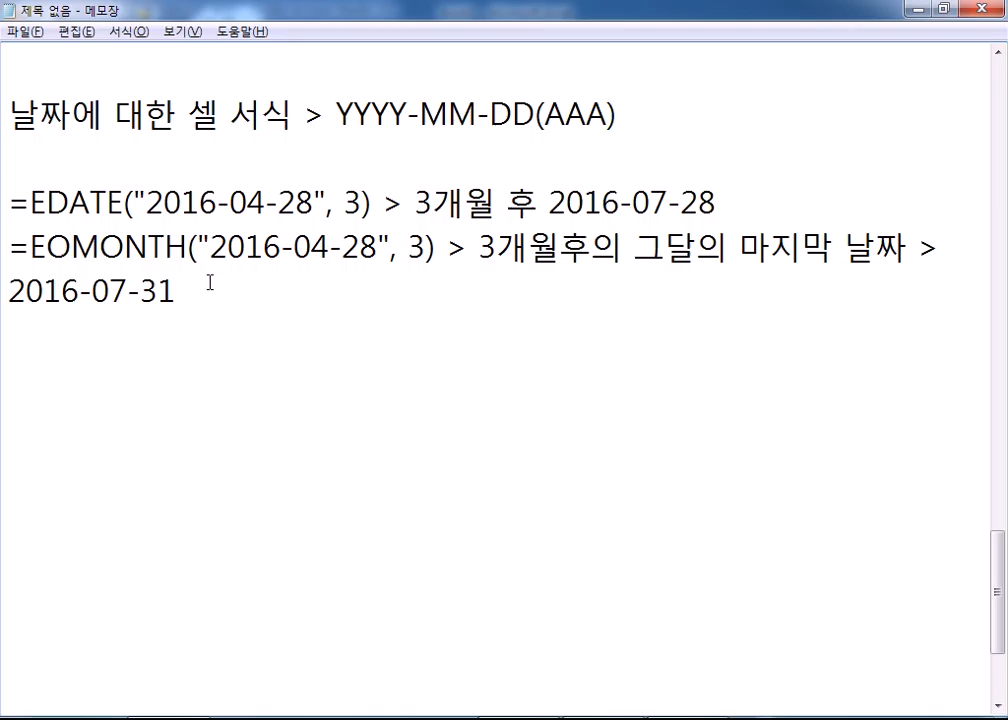 제목 없음 - 메모장
파일(F) 편집(E) 서식(O) 보기(V) 도움말(H)
날짜에 대한 셀 서식 > YYYY-MM-DD(AAA)
=EDATE("2016-04-28", 3) > 3개월 후 2016-07-28
=EOMONTH("2016-04-28", 3) > 3개월후의 그달의 마지막 날짜 >
2016-07-31